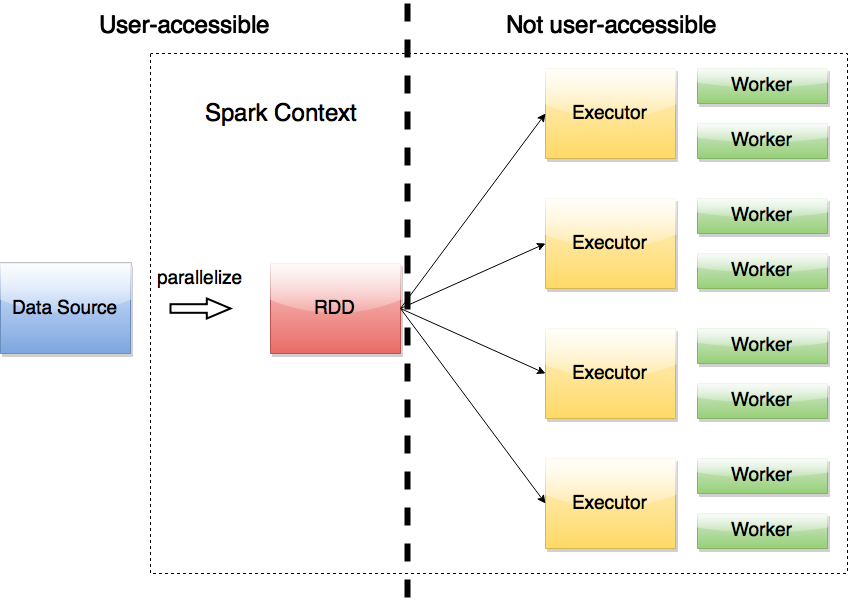 User-accessible
Not user-accessible
Spark Context
Data Source
parallelize
RDD
Executor
Worker
Worker
Executor
Worker
Worker
Executor
Worker
Worker
Executor
Worker
Worker